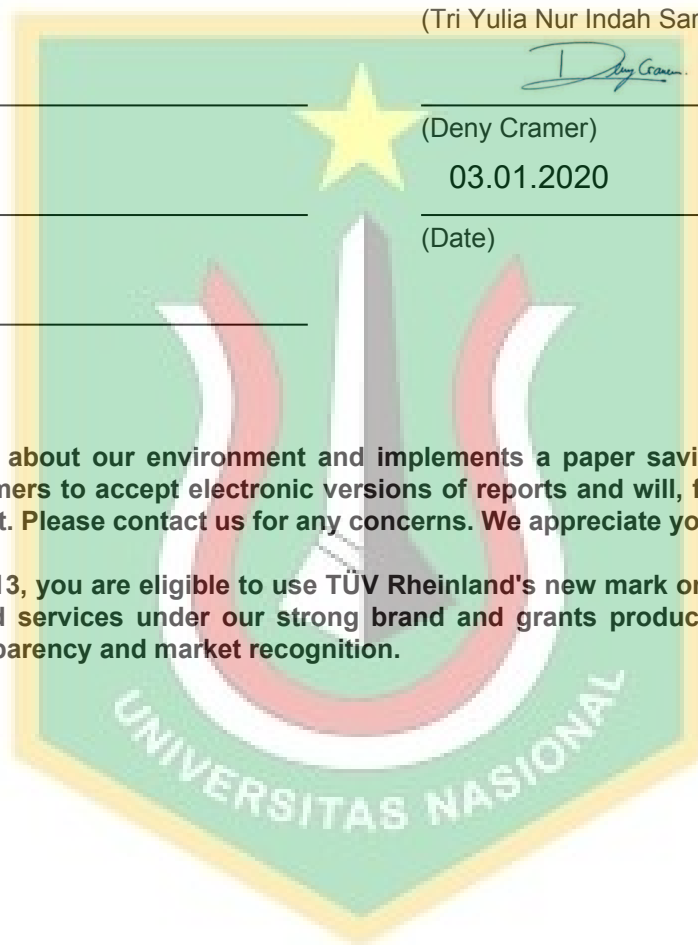 (Tri Yulia Nur Indah Sar
Deny Cramer.
(Deny Cramer)
03.01.2020
(Date)
about our environment and implements a paper savi
mers to accept electronic versions of reports and will, f
t. Please contact us for any concerns. We appreciate yo
13, you are eligible to use TÜV Rheinland's new mark or
d services under our strong brand and grants produc
parency and market recognition.
UNIVERSITAS NASIONAL